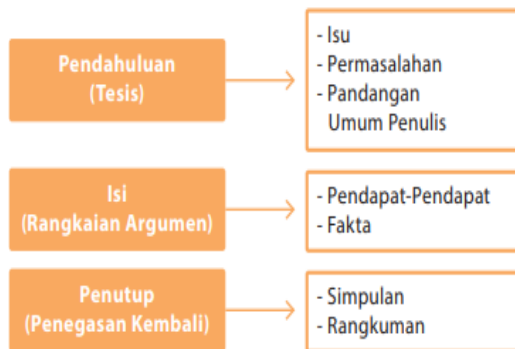 Pendahuluan
(Tesis)
- Isu
- Permasalahan
- Pandangan
Umum Penulis
Isi
(Rangkaian Argumen)
- Pendapat-Pendapat
- Fakta
Penutup
(Penegasan Kembali)
- Simpulan
- Rangkuman